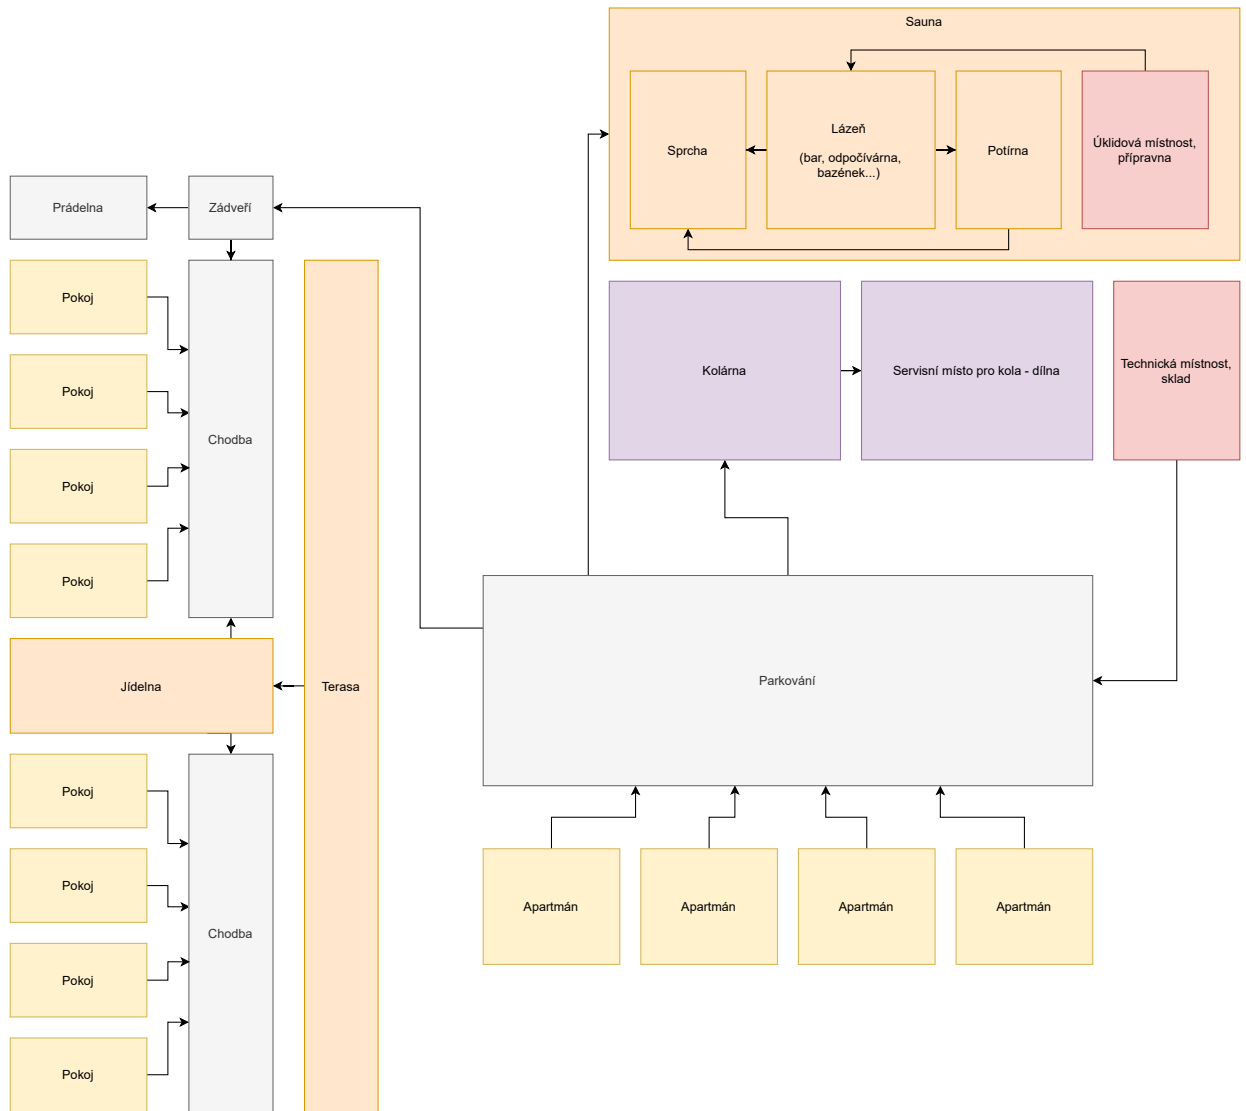 Sauna
Sprcha
Lázeň
(bar, odpočívárna,
bazének...)
Potírna
Úklidová místnost,
přípravna
Prádelna
Zádveří
Pokoj
Pokoj
Pokoj
Pokoj
Chodba
Kolárna
Servisní místo pro kola - dílna
Technická místnost,
sklad
Jídelna
Terasa
Parkování
Pokoj
Pokoj
Pokoj
Pokoj
Chodba
Apartmán
Apartmán
Apartmán
Apartmán